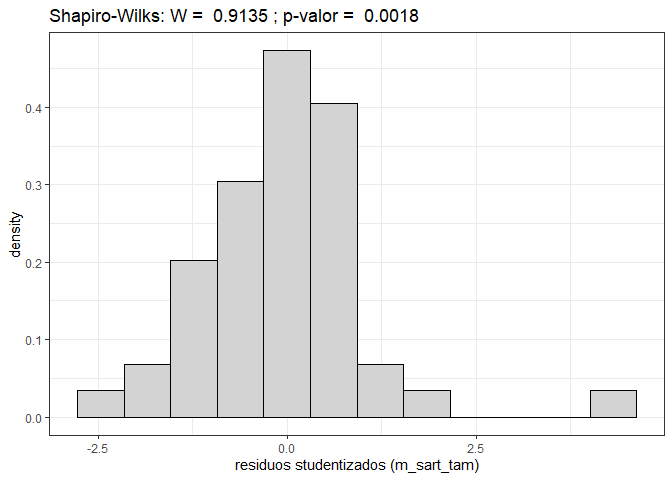 Shapiro-Wilks: W =  0.9135 ; p-valor =  0.0018
density
0.4
0.3
0.2
0.1
0.0
-2.5
0.0
2.5
residuos studentizados (m_sart_tam)